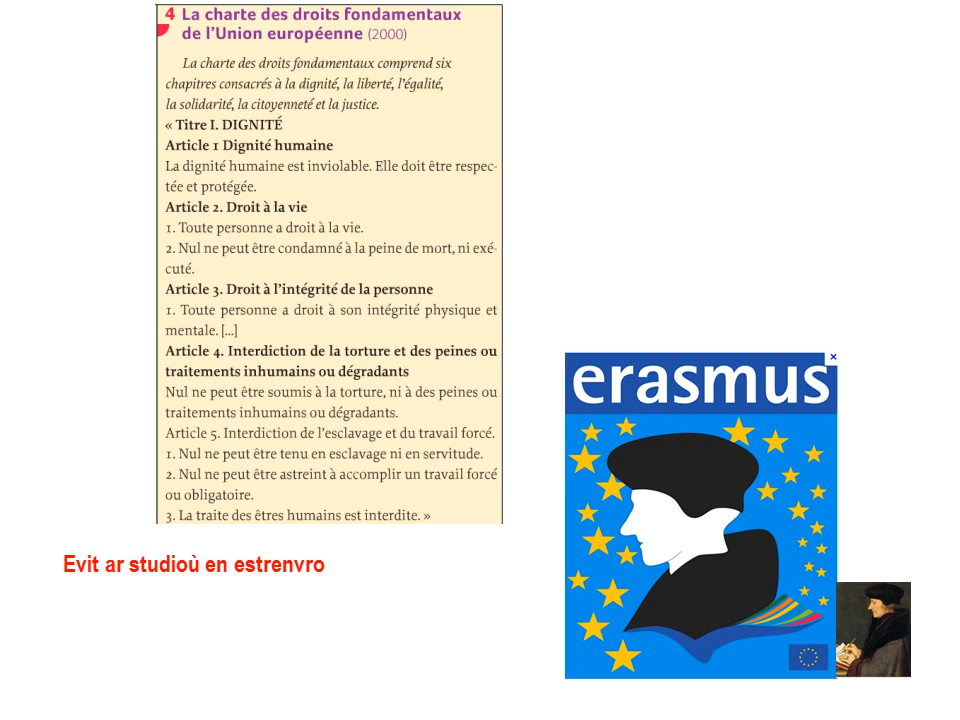 4 La charte des droits fondamentaux
de l'Union européenne (2000)
La charte des droits fondamentaux comprend six
chapitres consacrés à la dignité, la liberté, l'égalité,
la solidarité, la citoyenneté et la justice.
« Titre I. DIGNITÉ
Article 1 Dignité humaine
La dignité humaine est inviolable. Elle doit être respec-
tée et protégée.
Article 2. Droit à la vie
1. Toute personne a droit à la vie.
2. Nul ne peut être condamné à la peine de mort, ni exé-
cuté.
Article 3. Droit à l'intégrité de la personne
1. Toute personne a droit à son intégrité physique et
mentale. [...]
Article 4. Interdiction de la torture et des peines ou
traitements inhumains ou dégradants
Nul ne peut être soumis à la torture, ni à des peines ou
traitements inhumains ou dégradants.
Article 5. Interdiction de l'esclavage et du travail forcé.
1. Nul ne peut être tenu en esclavage ni en servitude.
2. Nul ne peut être astreint à accomplir un travail forcé
ou obligatoire.
3. La traite des êtres humains est interdite. »
erasmus
Evit ar studioù en estrenvro